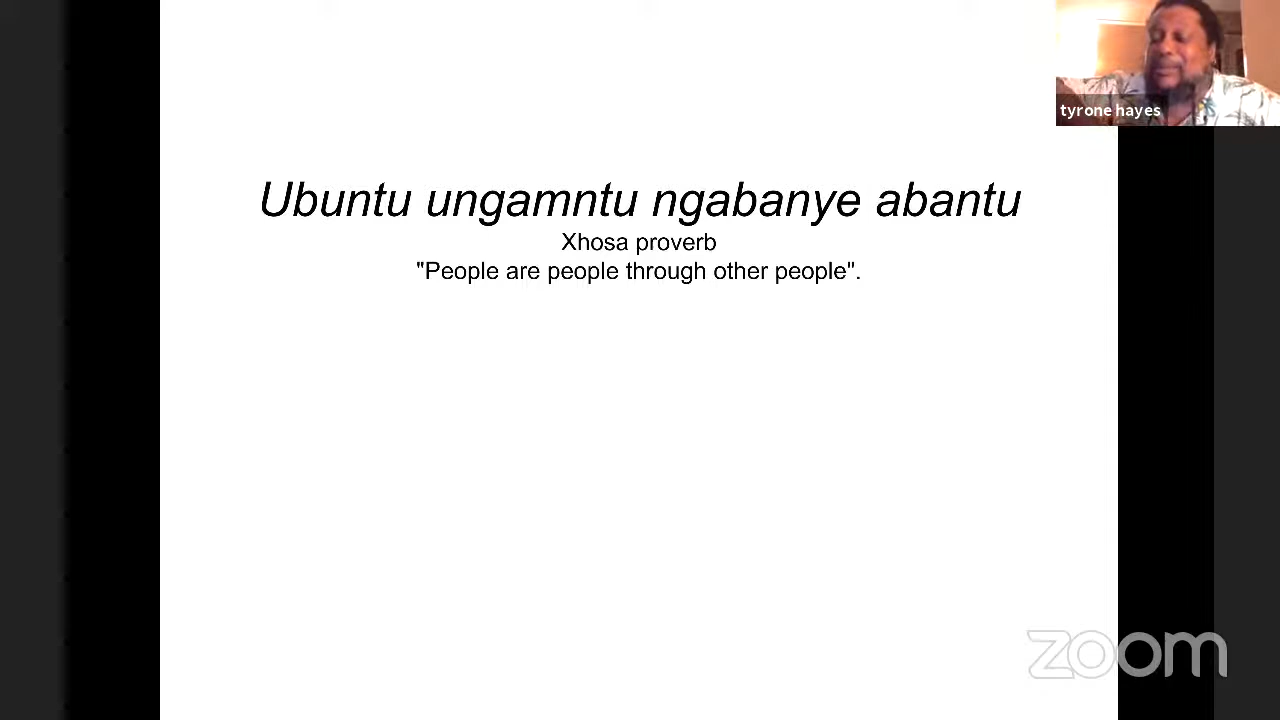 tyrone hayes
Ubuntu ungamntu ngabanye abantu
Xhosa proverb
"People are people through other people".
zoom